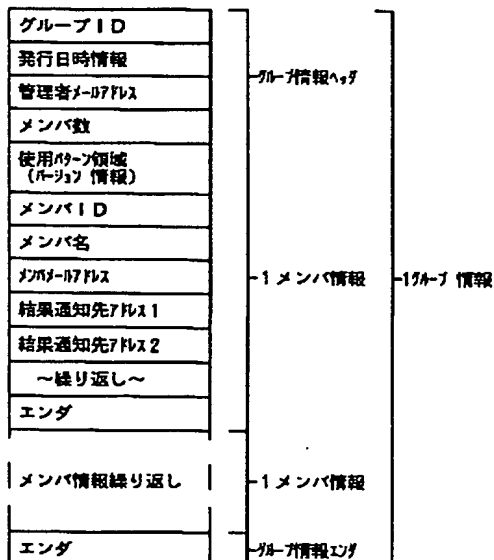 グループID
発行日時情報
管理者メールアドレス
メンバ数
使用パターン領域
(バージョン 情報)
メンバID
メンバ名
メンバメールアドレス
結果通知先アドレス1
結果通知先アドレス2
～繰り返し～
エンダ
メンバ情報繰り返し
エンダ
グループ情報ヘッダ
1メンバ情報
1メンバ情報
グループ情報エンダ
1グループ 情報